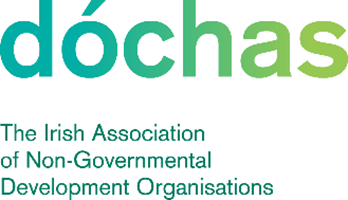 dóchas
The Irish Association
of Non-Governmental
Development Organisations